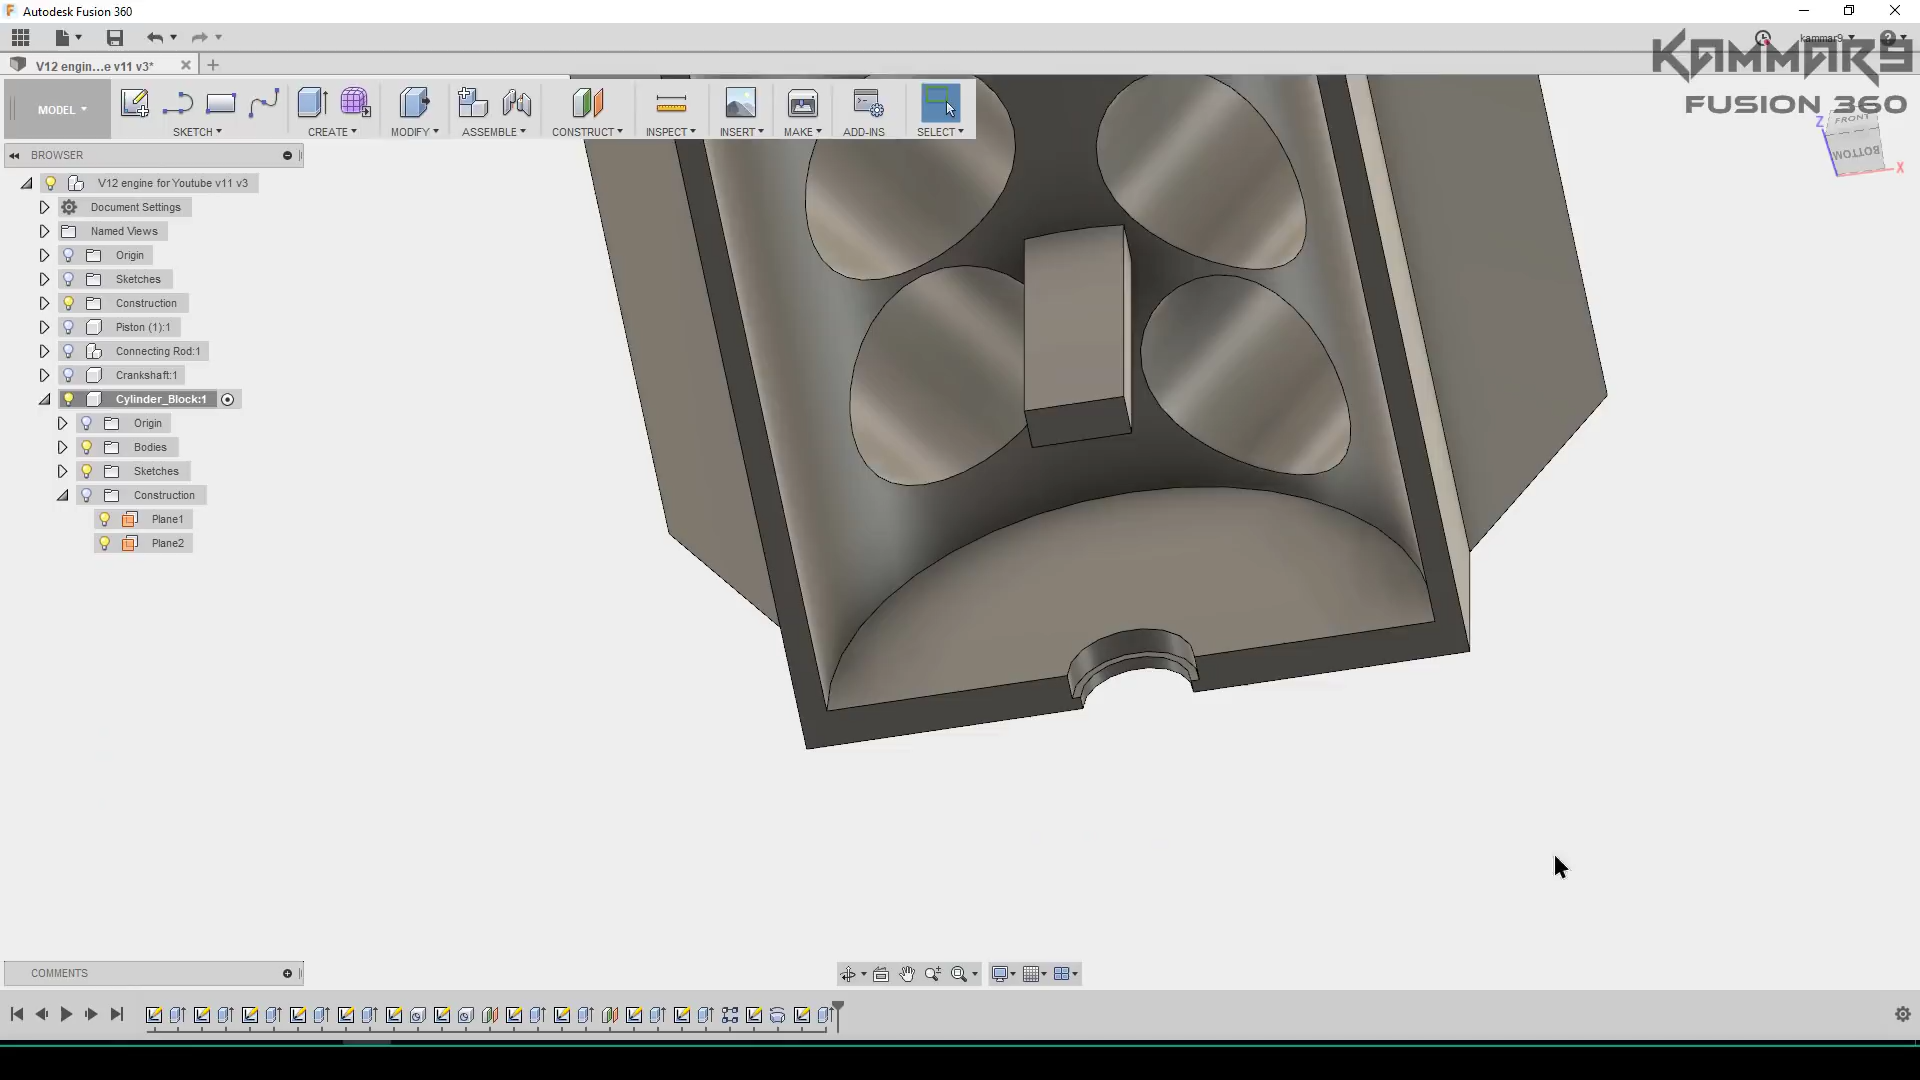 Autodesk Fusion 360
kammar9
KAMMAR9
FUSION 360
V12 engin...e v11 v3*
MODEL
SKETCH
CREATE
MODIFY
ASSEMBLE
CONSTRUCT
INSPECT
INSERT
MAKE
ADD-INS
SELECT
FRONT
BOTTOM
Z
X
BROWSER
V12 engine for Youtube v11 v3
Document Settings
Named Views
Origin
Sketches
Construction
Piston (1):1
Connecting Rod:1
Crankshaft:1
Cylinder_Block:1
Origin
Bodies
Sketches
Construction
Plane1
Plane2
COMMENTS